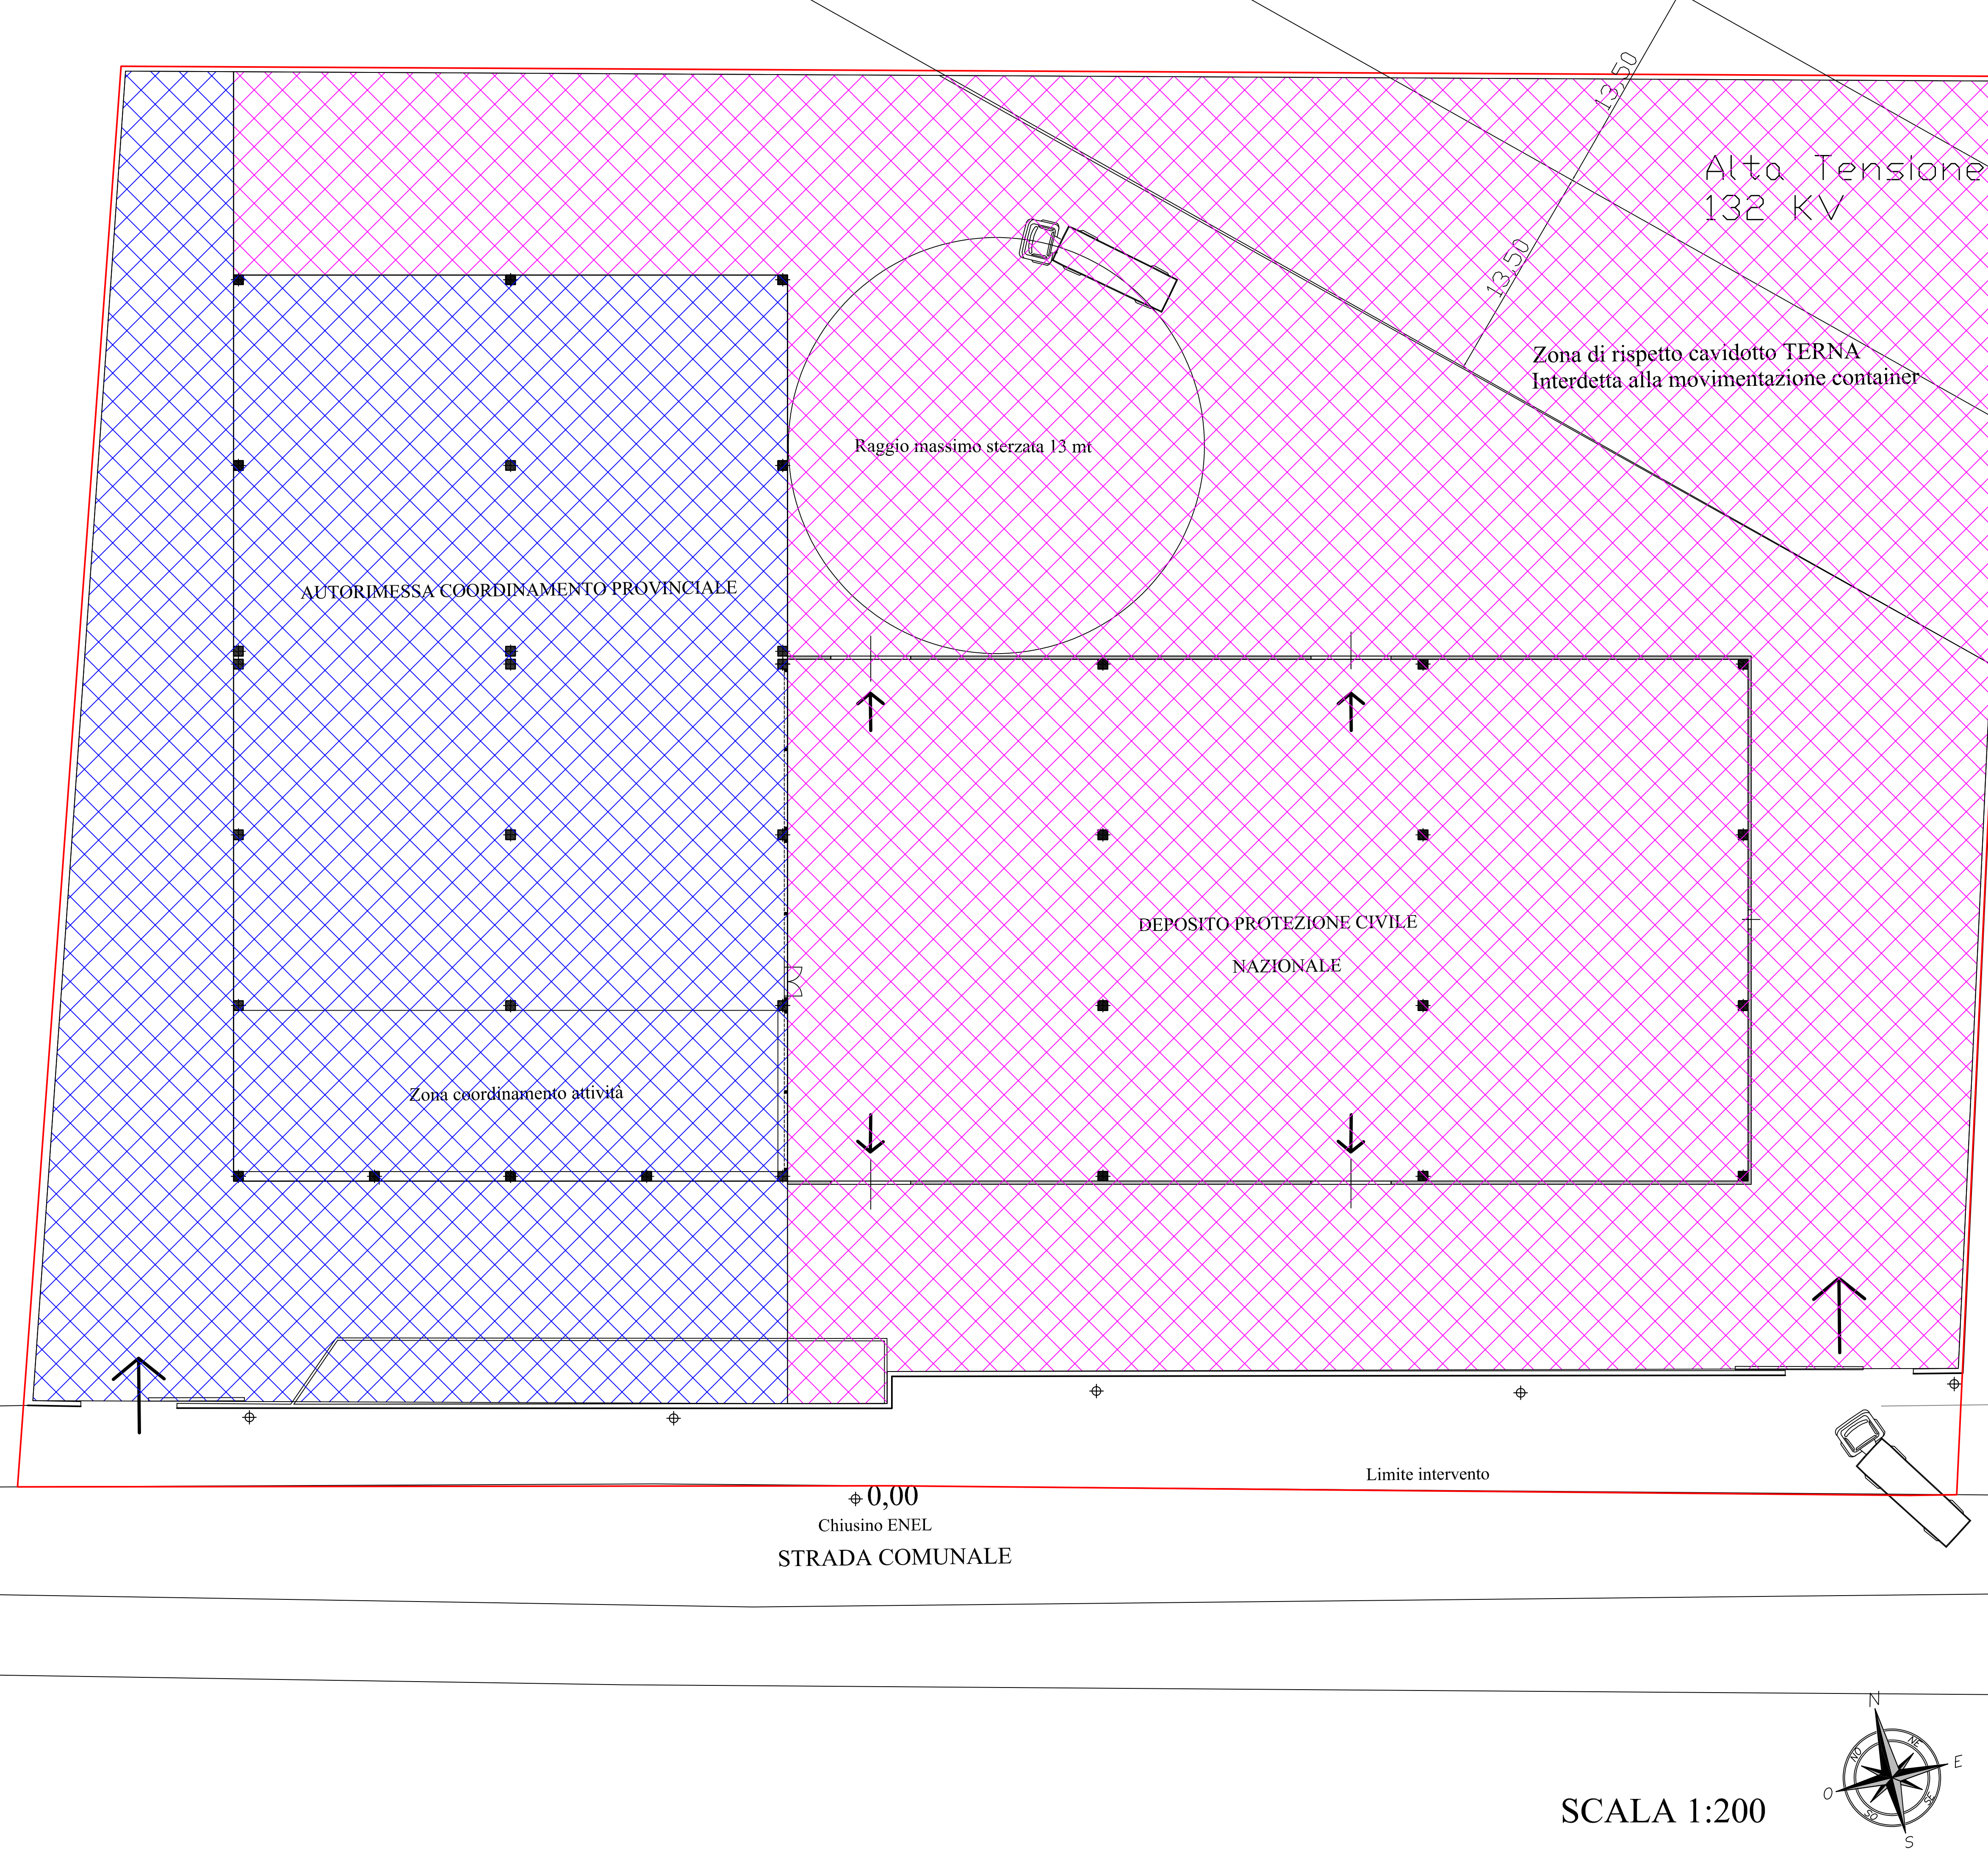 13,50
Alta Tensione
132 KV
13,50
Zona di rispetto cavidotto TERNA
Interdetta alla movimentazione container
Raggio massimo sterzata 13 mt
AUTORIMESSA COORDINAMENTO PROVINCIALE
DEPOSITO PROTEZIONE CIVILE
NAZIONALE
Zona coordinamento attività
Limite intervento
0,00
Chiusino ENEL
STRADA COMUNALE
N
NO
NE
E
O
SO
SE
S
SCALA 1:200